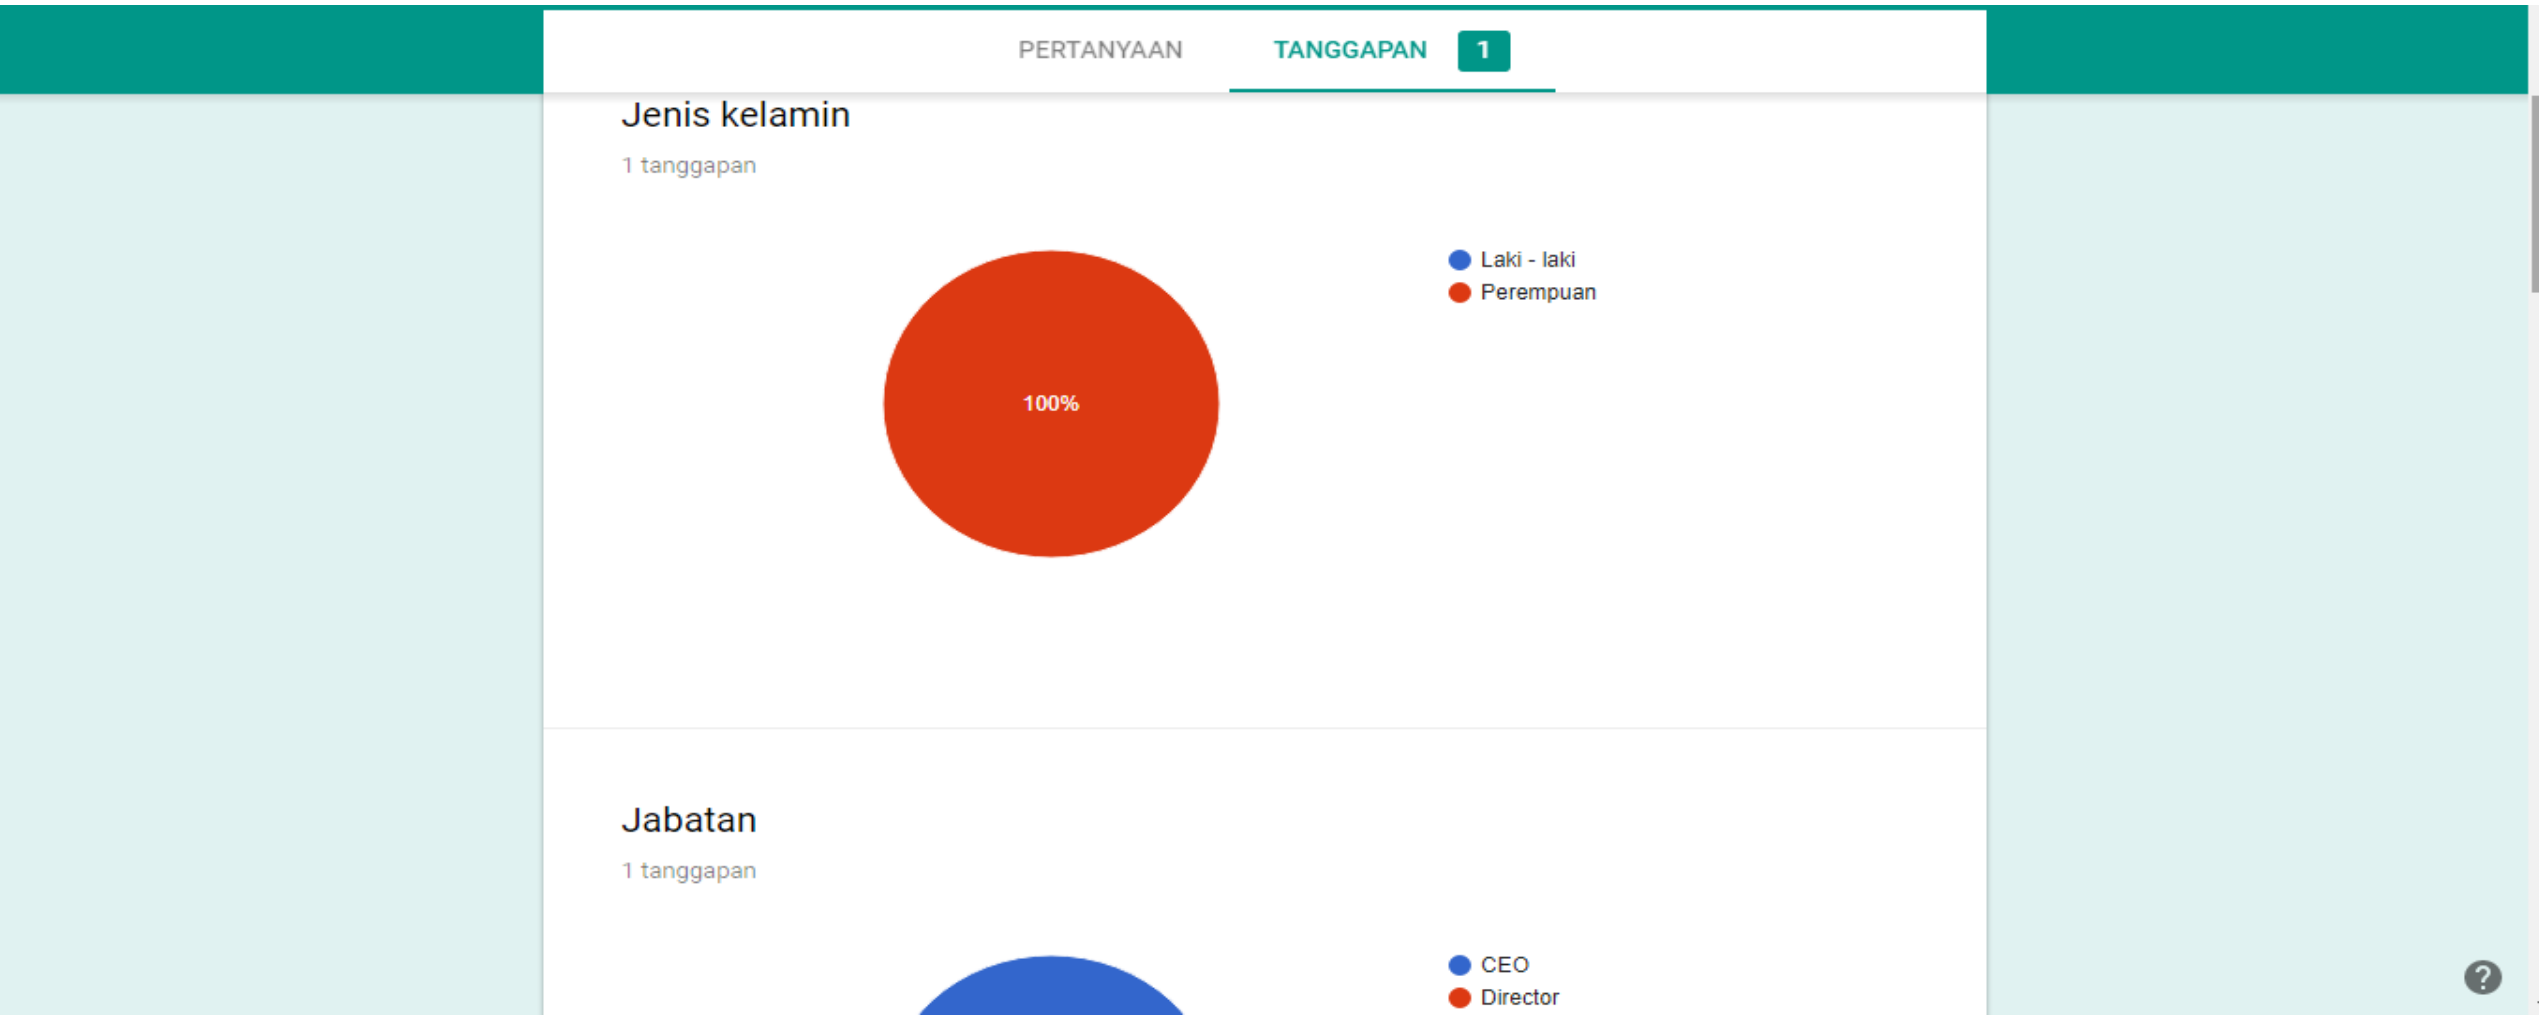 PERTANYAAN TANGGAPAN 1
Jenis kelamin
1 tanggapan
Laki - laki
Perempuan
100%
Jabatan
1 tanggapan
CEO
Director
?